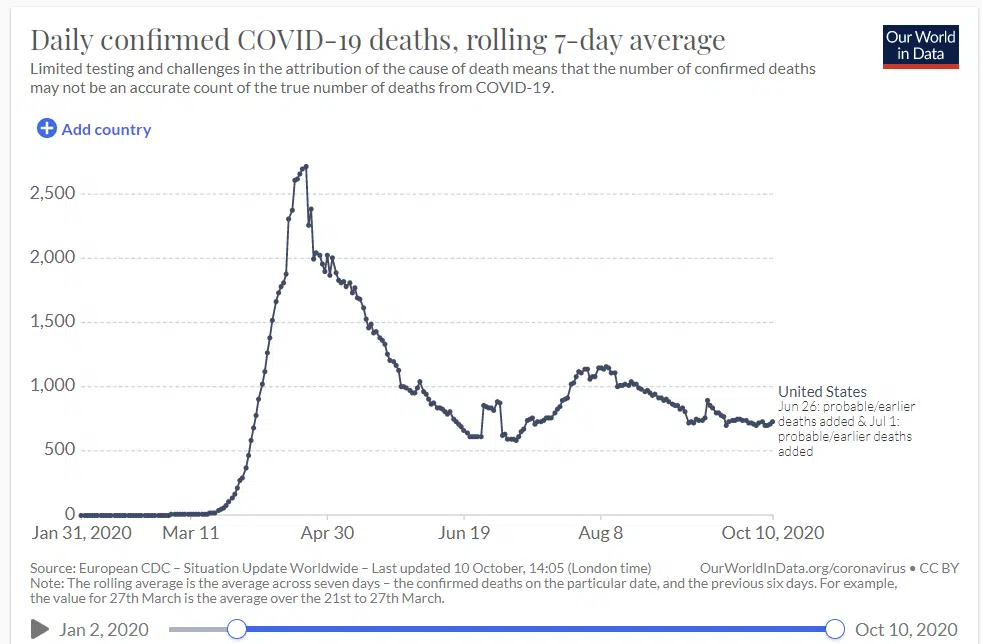 Daily confirmed COVID-19 deaths, rolling 7-day average
Our World
in Data
Limited testing and challenges in the attribution of the cause of death means that the number of confirmed deaths
may not be an accurate count of the true number of deaths from COVID-19.
Add country
2,500
2,000
1,500
1,000
500
0
United States
Jun 26: probable/earlier
deaths added & Jul 1:
probable/earlier deaths
added
Jan 31, 2020 Mar 11 Apr 30 Jun 19 Aug 8 Oct 10, 2020
Source: European CDC – Situation Update Worldwide – Last updated 10 October, 14:05 (London time) OurWorldInData.org/coronavirus • CC BY
Note: The rolling average is the average across seven days – the confirmed deaths on the particular date, and the previous six days. For example,
the value for 27th March is the average over the 21st to 27th March.
Jan 2, 2020 Oct 10, 2020